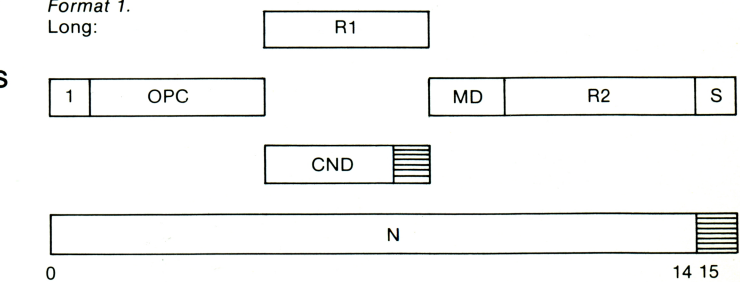 Format 1.
Long:
R1
S
1 OPC MD R2 S
CND
N
0 14 15